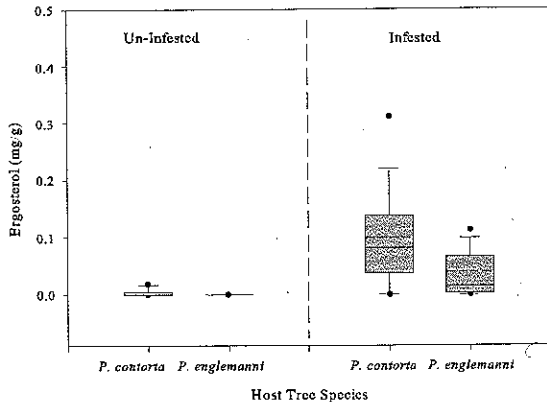 0.5
Un-Infested
Infested
0.4
0.3
0.2
0.1
0.0
Ergosterol (mg/g)
P. contorta
P. englemanni
P. contorta
P. englemanni
Host Tree Species